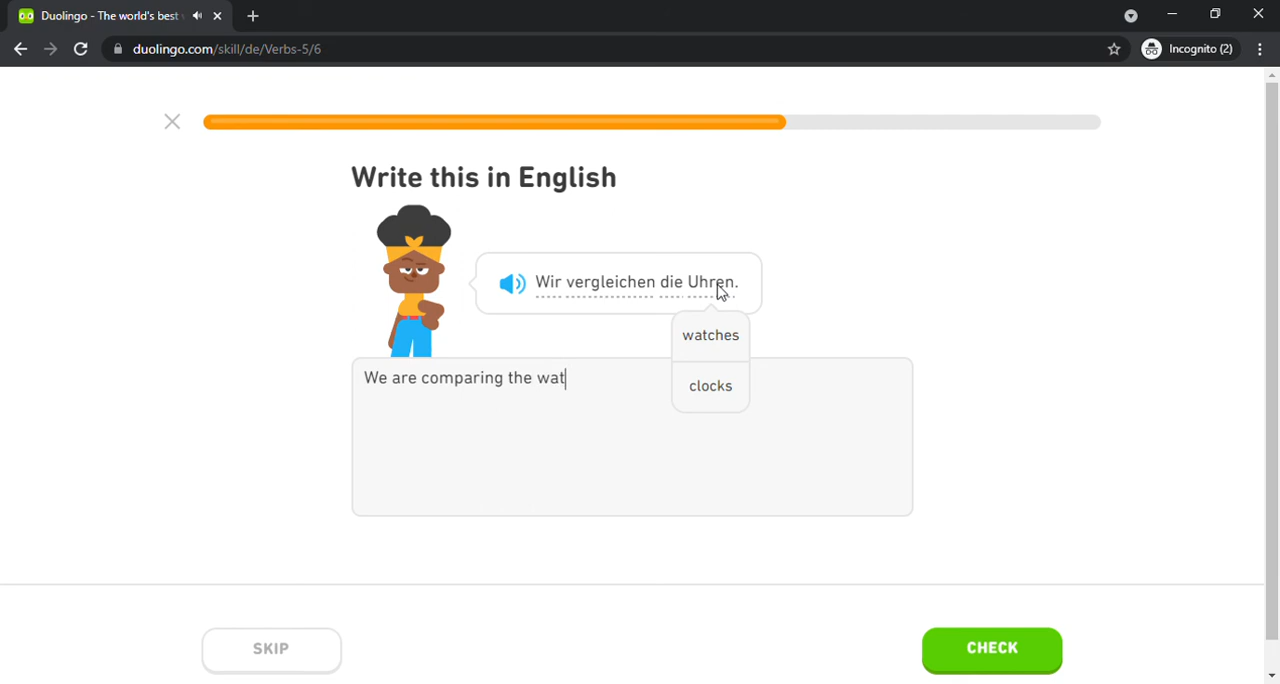 Duolingo - The world's best
duolingo.com/skill/de/Verbs-5/6
Incognito (2)
Write this in English
Wir vergleichen die Uhren.
watches
clocks
We are comparing the wat
SKIP
CHECK